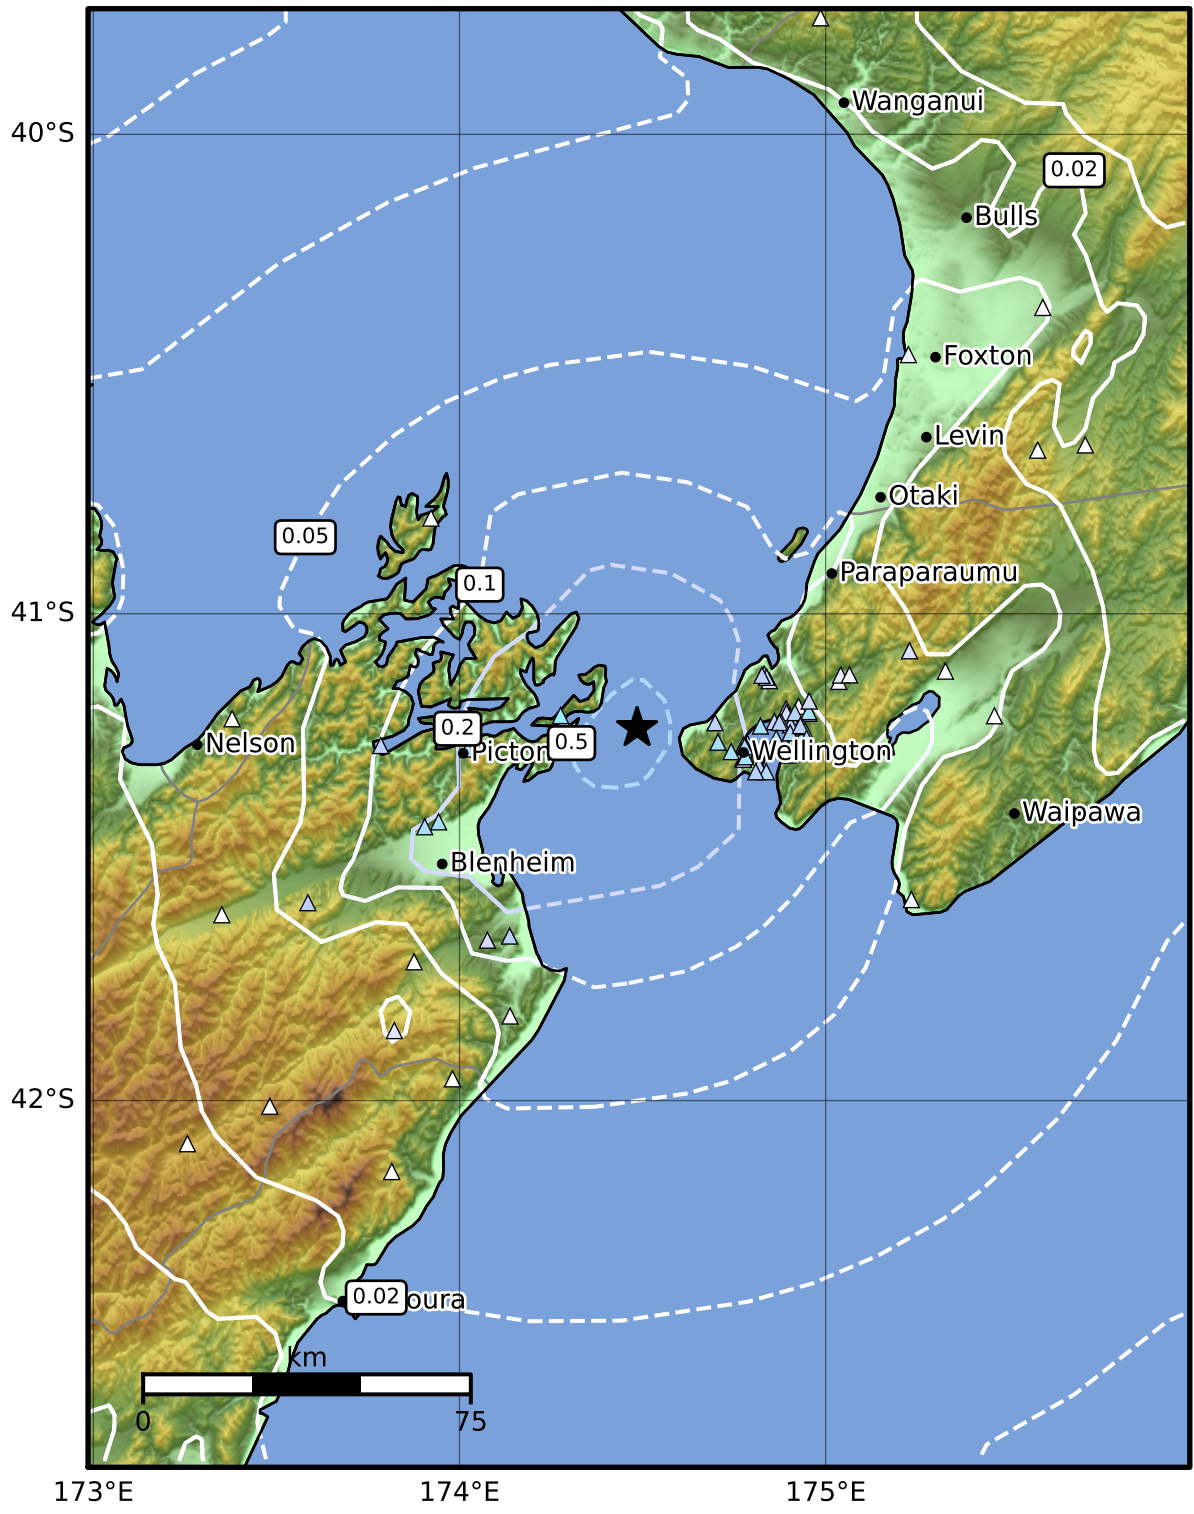 Wanganui
40°S
0.02
Bulls
Foxton
Levin
Otaki
0.05
Paraparaumu
0.1
41°S
0.2
0.5
Nelson
Picton
Wellington
Waipawa
Blenheim
42°S
0.02
oura
km
0
75
173°E
174°E
175°E